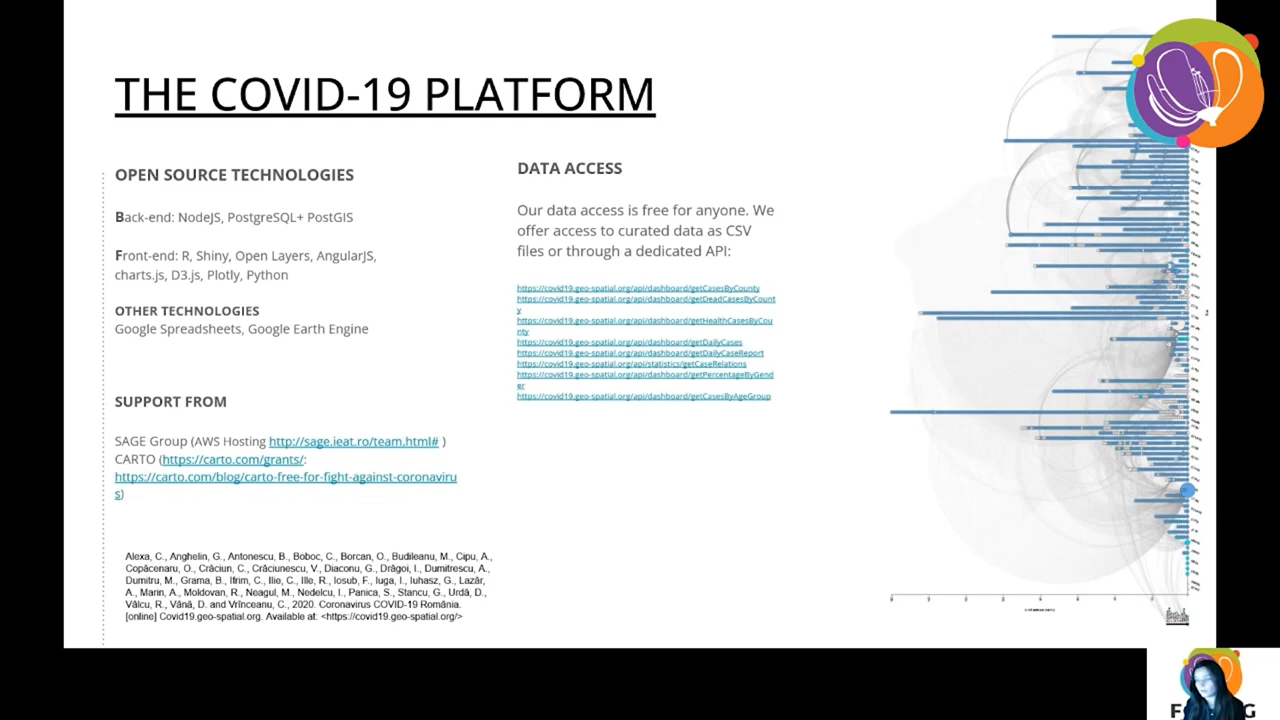 THE COVID-19 PLATFORM
OPEN SOURCE TECHNOLOGIES
Back-end: NodeJS, PostgreSQL+ PostGIS
Front-end: R, Shiny, Open Layers, AngularJS,
charts.js, D3.js, Plotly, Python
OTHER TECHNOLOGIES
Google Spreadsheets, Google Earth Engine
SUPPORT FROM
SAGE Group (AWS Hosting http://sage.ieat.ro/team.html# )
CARTO (https://carto.com/grants/;
https://carto.com/blog/carto-free-for-fight-against-coronaviru
s)
Alexa, C., Anghelin, G., Antonescu, B., Boboc, C., Borcan, O., Budileanu, M., Cipu, A.,
Copăcenaru, O., Crăciun, C., Crăciunescu, V., Diaconu, G., Drăgoi, I., Dumitrescu, A.,
Dumitru, M., Grama, B., Ifrim, C., Ilie, C., Ille, R., Iosub, F., Iuga, I., Iuhasz, G., Lazăr,
A., Marin, A., Moldovan, R., Neagul, M., Nedelcu, I., Panica, S., Stancu, G., Urdă, D.,
Vâlcu, R., Vână, D. and Vrînceanu, C., 2020. Coronavirus COVID-19 România.
[online] Covid19.geo-spatial.org. Available at: <https://covid19.geo-spatial.org/>
DATA ACCESS
Our data access is free for anyone. We
offer access to curated data as CSV
files or through a dedicated API:
https://covid19.geo-spatial.org/api/dashboard/getCasesByCounty
https://covid19.geo-spatial.org/api/dashboard/getDeadCasesByCount
y
https://covid19.geo-spatial.org/api/dashboard/getHealthCasesByCou
nty
https://covid19.geo-spatial.org/api/dashboard/getDailyCases
https://covid19.geo-spatial.org/api/dashboard/getDailyCaseReport
https://covid19.geo-spatial.org/api/statistics/getCaseRelations
https://covid19.geo-spatial.org/api/dashboard/getPercentageByGend
er
https://covid19.geo-spatial.org/api/dashboard/getCasesByAgeGroup